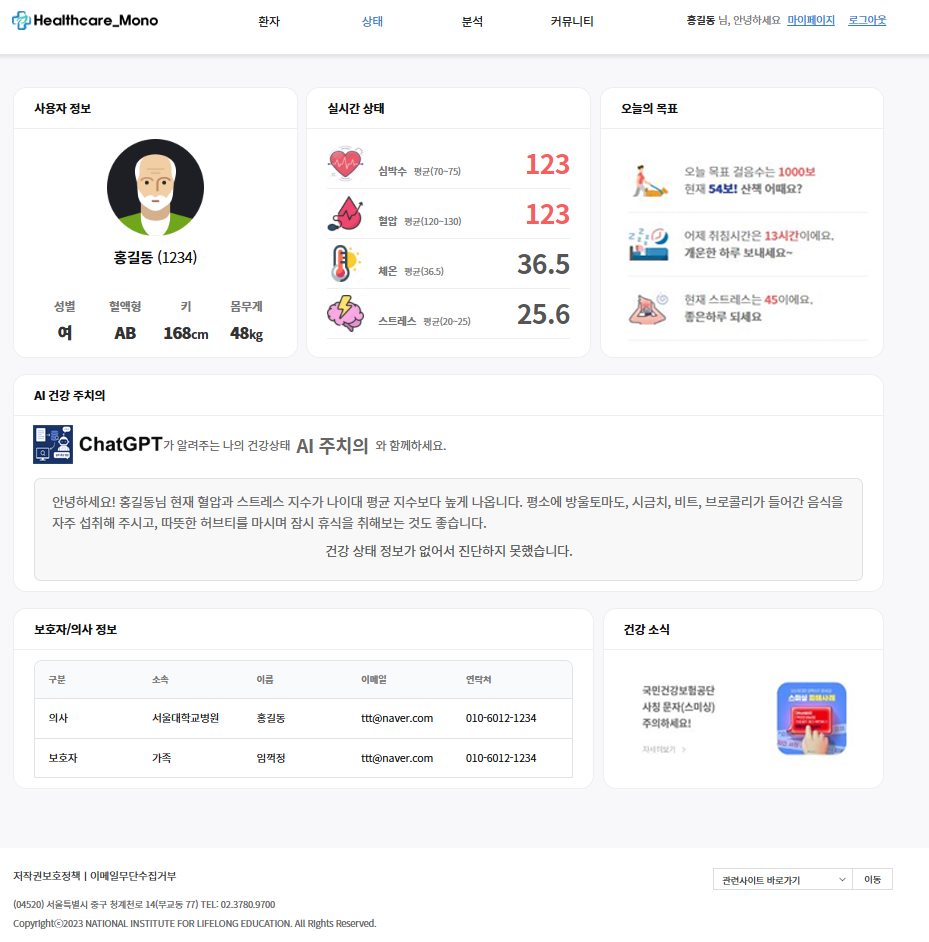 Healthcare_Mono
환자 상태 분석 커뮤니티
홍길동 님, 안녕하세요 마이페이지 로그아웃
사용자 정보
홍길동 (1234)
성별 혈액형 키 몸무게
여 AB 168cm 48kg
실시간 상태
심박수 평균(70~75) 123
혈압 평균(120~130) 123
체온 평균(36.5) 36.5
스트레스 평균(20~25) 25.6
오늘의 목표
오늘 목표 걸음수는 1000보
현재 54보! 산책 어때요?
어제 취침시간은 13시간이에요.
개운한 하루 보내세요~
현재 스트레스는 45이에요.
좋은하루 되세요
AI 건강 주치의
ChatGPT가 알려주는 나의 건강상태 AI 주치의 와 함께하세요.
안녕하세요! 홍길동님 현재 혈압과 스트레스 지수가 나이대 평균 지수보다 높게 나옵니다. 평소에 방울토마도, 시금치, 비트, 브로콜리가 들어간 음식을
자주 섭취해 주시고, 따뜻한 허브티를 마시며 잠시 휴식을 취해보는 것도 좋습니다.
건강 상태 정보가 없어서 진단하지 못했습니다.
보호자/의사 정보
구분 소속 이름 이메일 연락처
의사 서울대학교병원 홍길동 ttt@naver.com 010-6012-1234
보호자 가족 임꺽정 ttt@naver.com 010-6012-1234
건강 소식
국민건강보험공단
사칭 문자(스미싱)
주의하세요!
자세히보기 >
스미싱 피해사례
저작권보호정책 | 이메일무단수집거부
관련사이트 바로가기 이동
(04520) 서울특별시 중구 청계천로 14(무교동 77) TEL: 02.3780.9700
Copyrightⓒ2023 NATIONAL INSTITUTE FOR LIFELONG EDUCATION. All Rights Reserved.